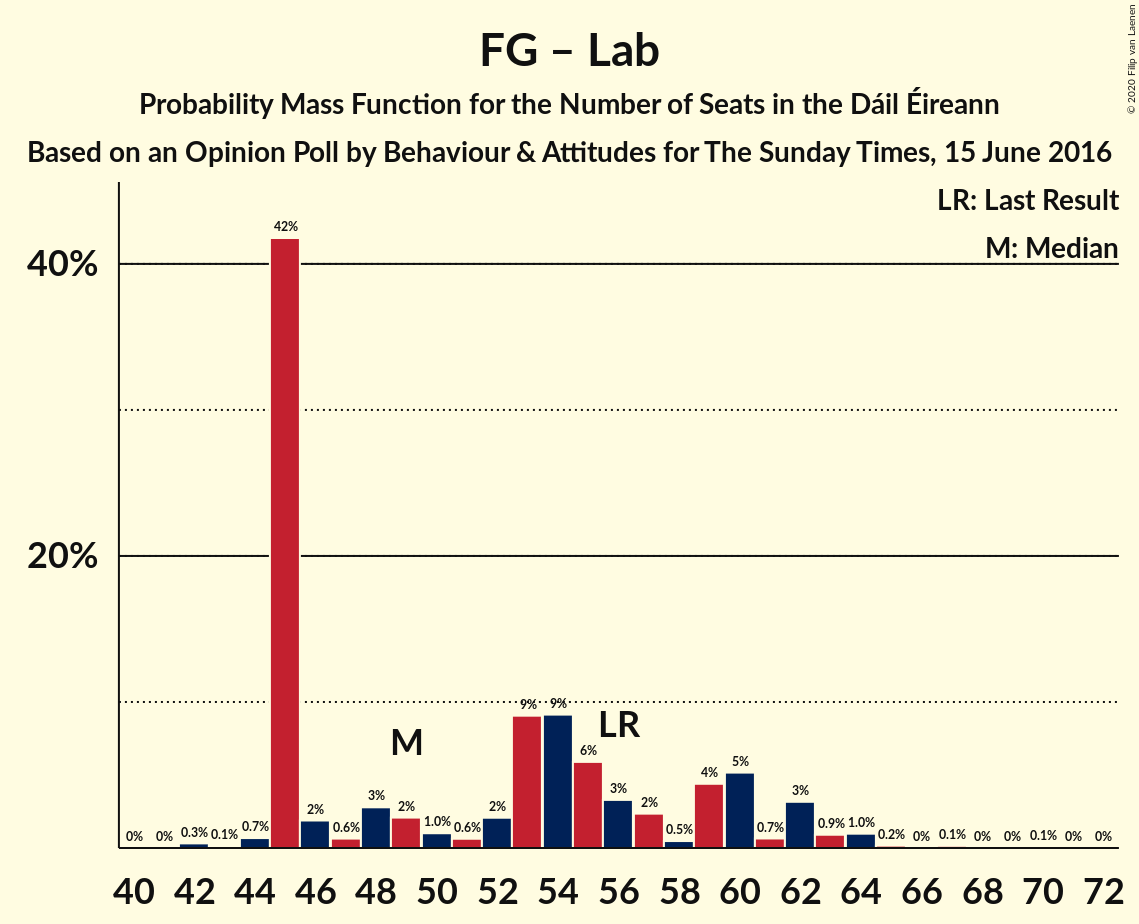 FG – Lab
Probability Mass Function for the Number of Seats in the Dáil Éireann
Based on an Opinion Poll by Behaviour & Attitudes for The Sunday Times, 15 June 2016
© 2020 Filip van Laenen
LR: Last Result
M: Median
42%
40%
20%
9% 9%
LR
M
6%
5%
4%
3% 3% 3%
2% 2% 2% 2% 2%
0% 0% 0.3% 0.1% 0.7% 0.6% 1.0% 0.6% 0.5% 0.7% 0.9% 1.0% 0.2% 0% 0.1% 0% 0% 0.1% 0% 0%
40 42 44 46 48 50 52 54 56 58 60 62 64 66 68 70 72